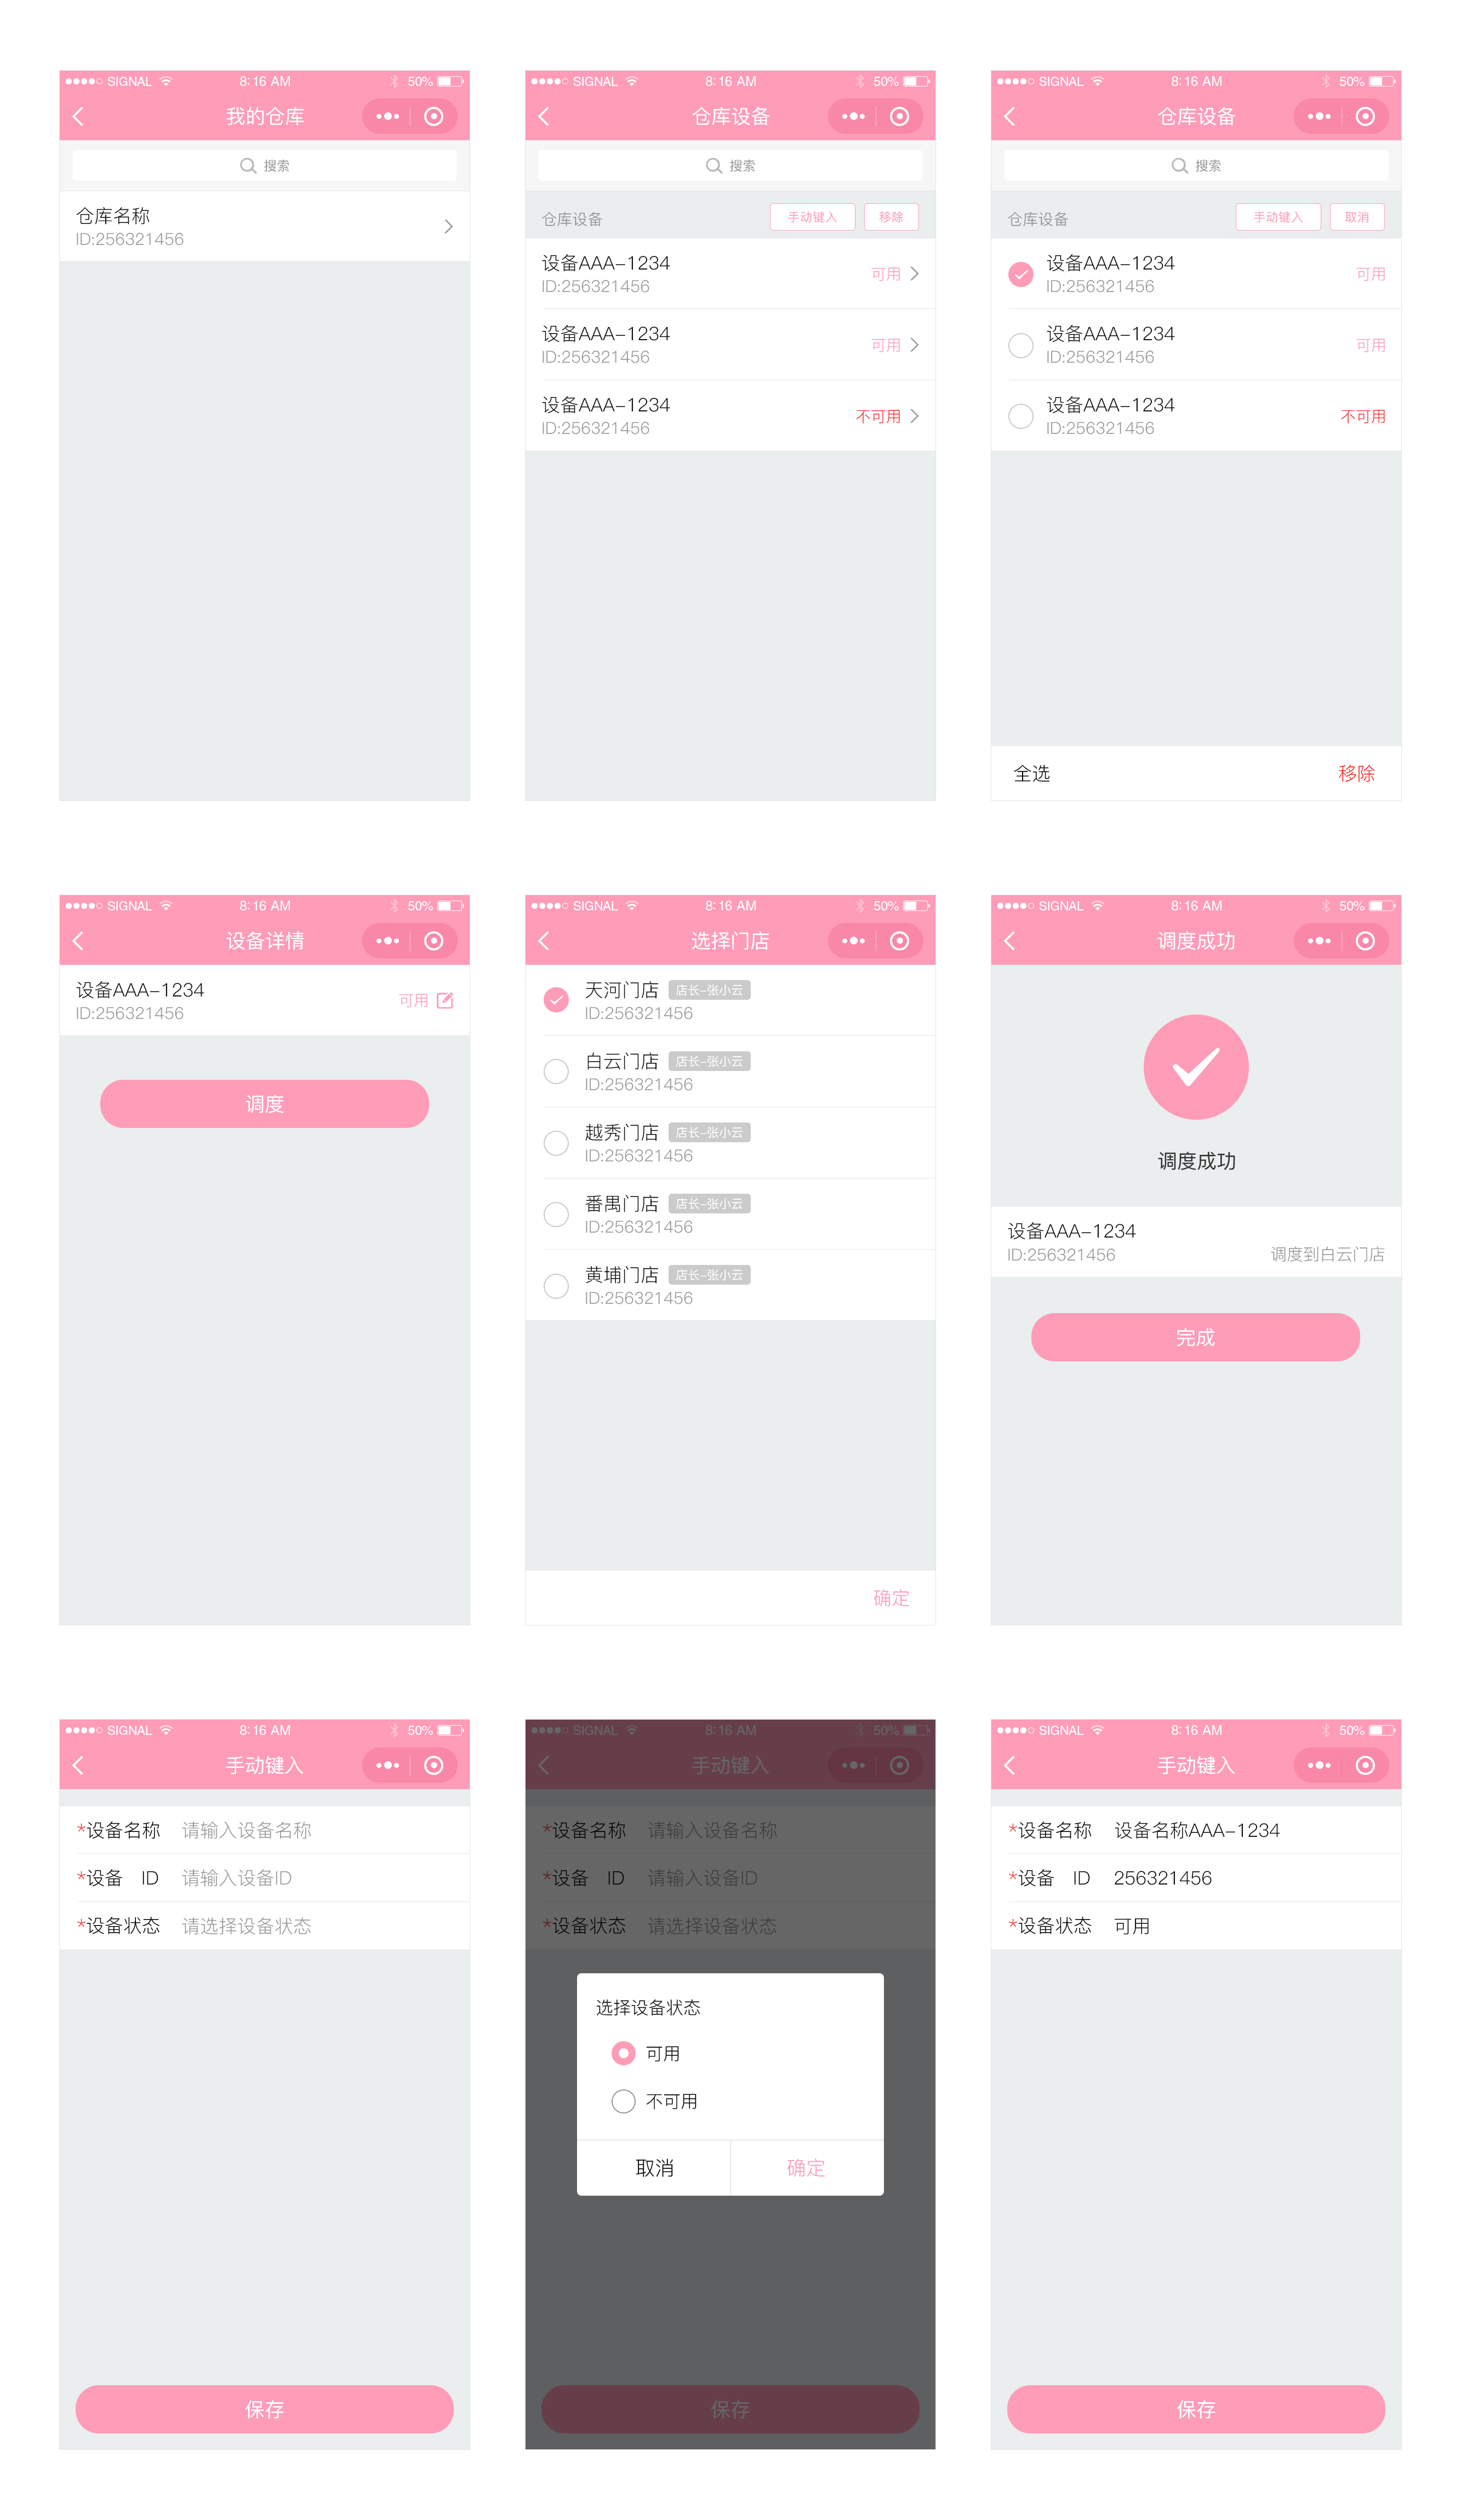 SIGNAL 8:16 AM 50%
我的仓库
搜索
仓库名称
ID:256321456
SIGNAL 8:16 AM 50%
仓库设备
搜索
仓库设备 手动键入 移除
设备AAA-1234
ID:256321456
可用
设备AAA-1234
ID:256321456
可用
设备AAA-1234
ID:256321456
不可用
SIGNAL 8:16 AM 50%
仓库设备
搜索
仓库设备 手动键入 取消
设备AAA-1234
ID:256321456
可用
设备AAA-1234
ID:256321456
可用
设备AAA-1234
ID:256321456
不可用
全选 移除
SIGNAL 8:16 AM 50%
设备详情
设备AAA-1234
ID:256321456
可用
调度
SIGNAL 8:16 AM 50%
选择门店
天河门店 店长-张小云
ID:256321456
白云门店 店长-张小云
ID:256321456
越秀门店 店长-张小云
ID:256321456
番禺门店 店长-张小云
ID:256321456
黄埔门店 店长-张小云
ID:256321456
确定
SIGNAL 8:16 AM 50%
调度成功
调度成功
设备AAA-1234
ID:256321456 调度到白云门店
完成
SIGNAL 8:16 AM 50%
手动键入
*设备名称 请输入设备名称
*设备 ID 请输入设备ID
*设备状态 请选择设备状态
保存
SIGNAL 8:16 AM 50%
手动键入
*设备名称 请输入设备名称
*设备 ID 请输入设备ID
*设备状态 请选择设备状态
选择设备状态
可用
不可用
取消 确定
保存
SIGNAL 8:16 AM 50%
手动键入
*设备名称 设备名称AAA-1234
*设备 ID 256321456
*设备状态 可用
保存